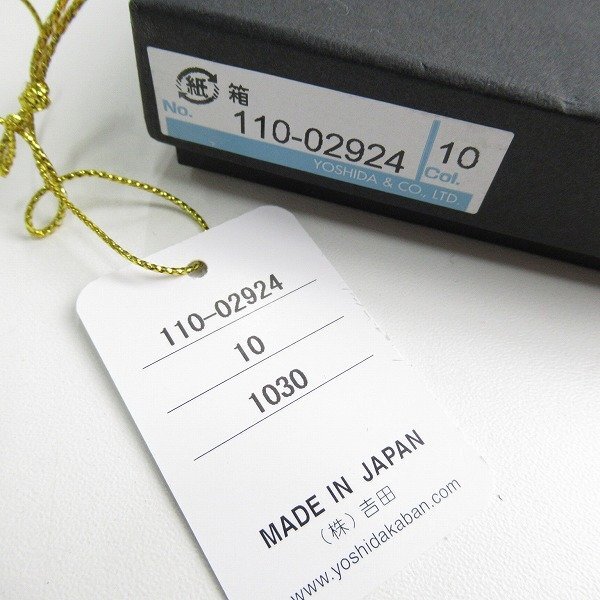 紙 箱
No. 110-02924 10 Col.
YOSHIDA & CO., LTD.
110-02924
10
1030
MADE IN JAPAN
(株)吉田
www.yoshidakaban.com